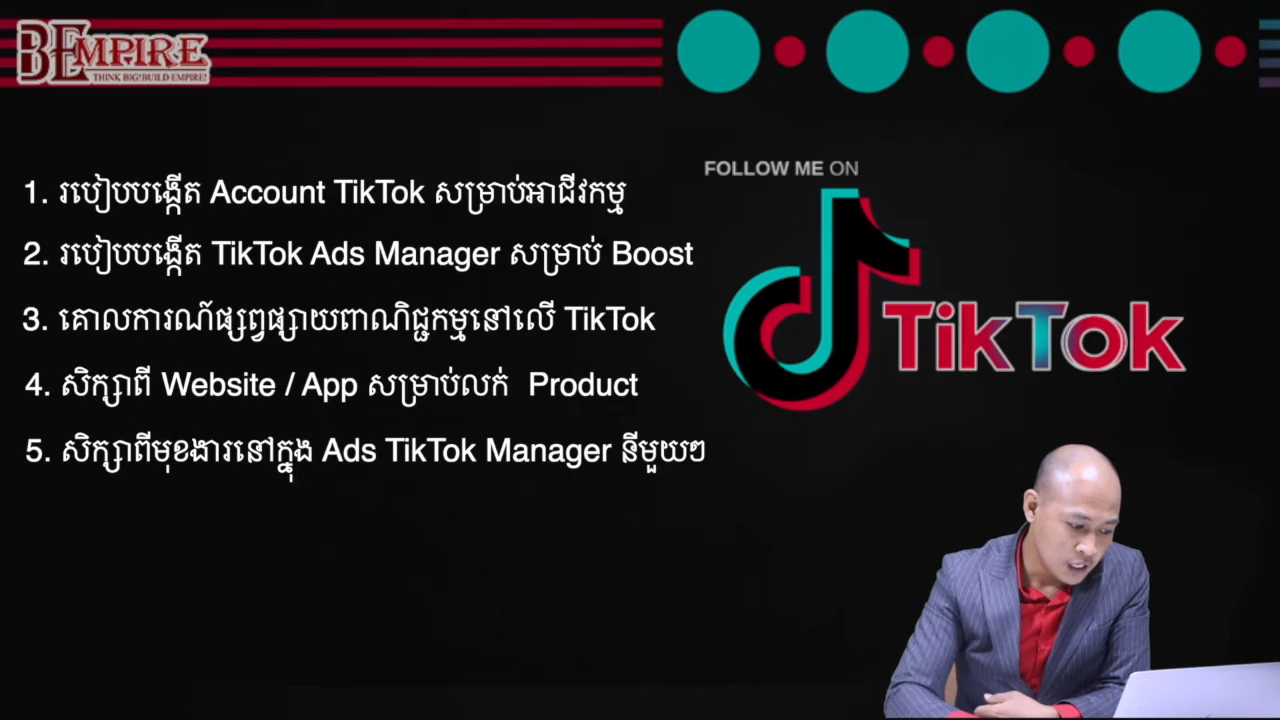 BEMPIRE
THINK BIG!BUILD EMPIRE!
FOLLOW ME ON
TikTok
1. របៀបបង្កើត Account TikTok សម្រាប់អាជីវកម្ម
2. របៀបបង្កើត TikTok Ads Manager សម្រាប់ Boost
3. គោលការណ៍ផ្សព្វផ្សាយពាណិជ្ជកម្មនៅលើ TikTok
4. សិក្សាពី Website / App សម្រាប់លក់ Product
5. សិក្សាពីមុខងារនៅក្នុង Ads TikTok Manager នីមួយៗ